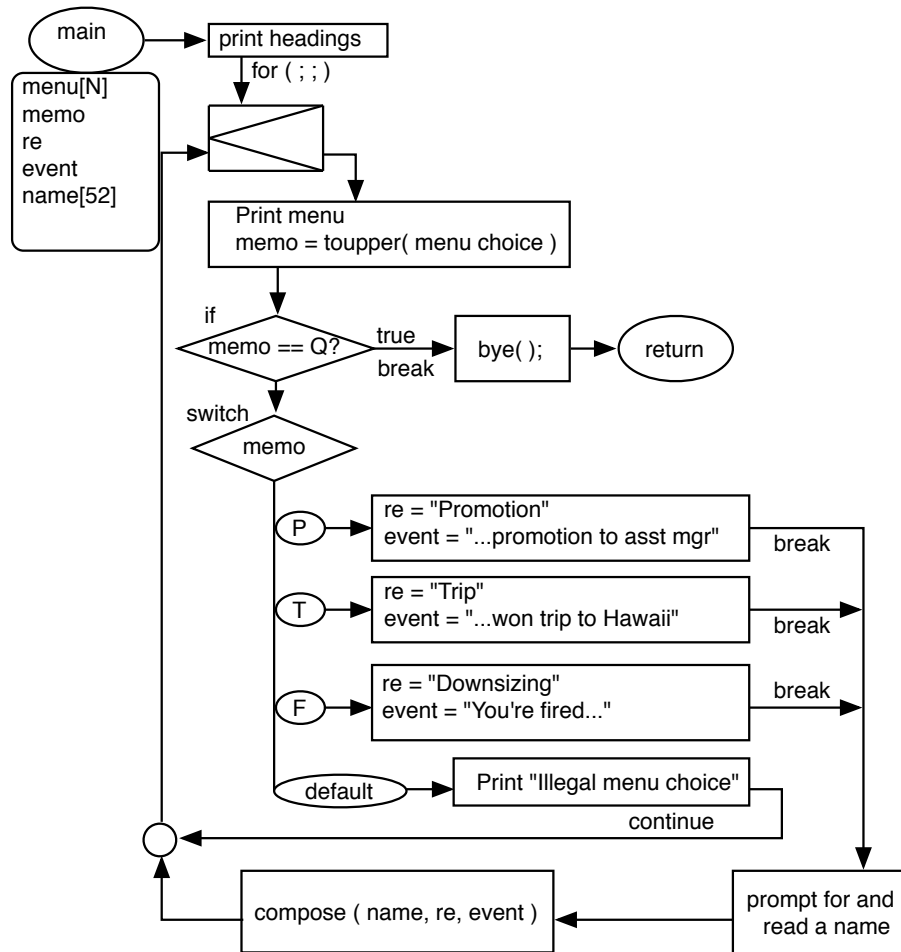 main
print headings
for ( ; ; )
menu[N]
memo
re
event
name[52]
Print menu
memo = toupper( menu choice )
if
memo == Q?
true
break
bye( );
return
switch
memo
P
re = "Promotion"
event = "...promotion to asst mgr"
break
T
re = "Trip"
event = "...won trip to Hawaii"
break
F
re = "Downsizing"
event = "You're fired..."
break
default
Print "Illegal menu choice"
continue
compose ( name, re, event )
prompt for and
read a name